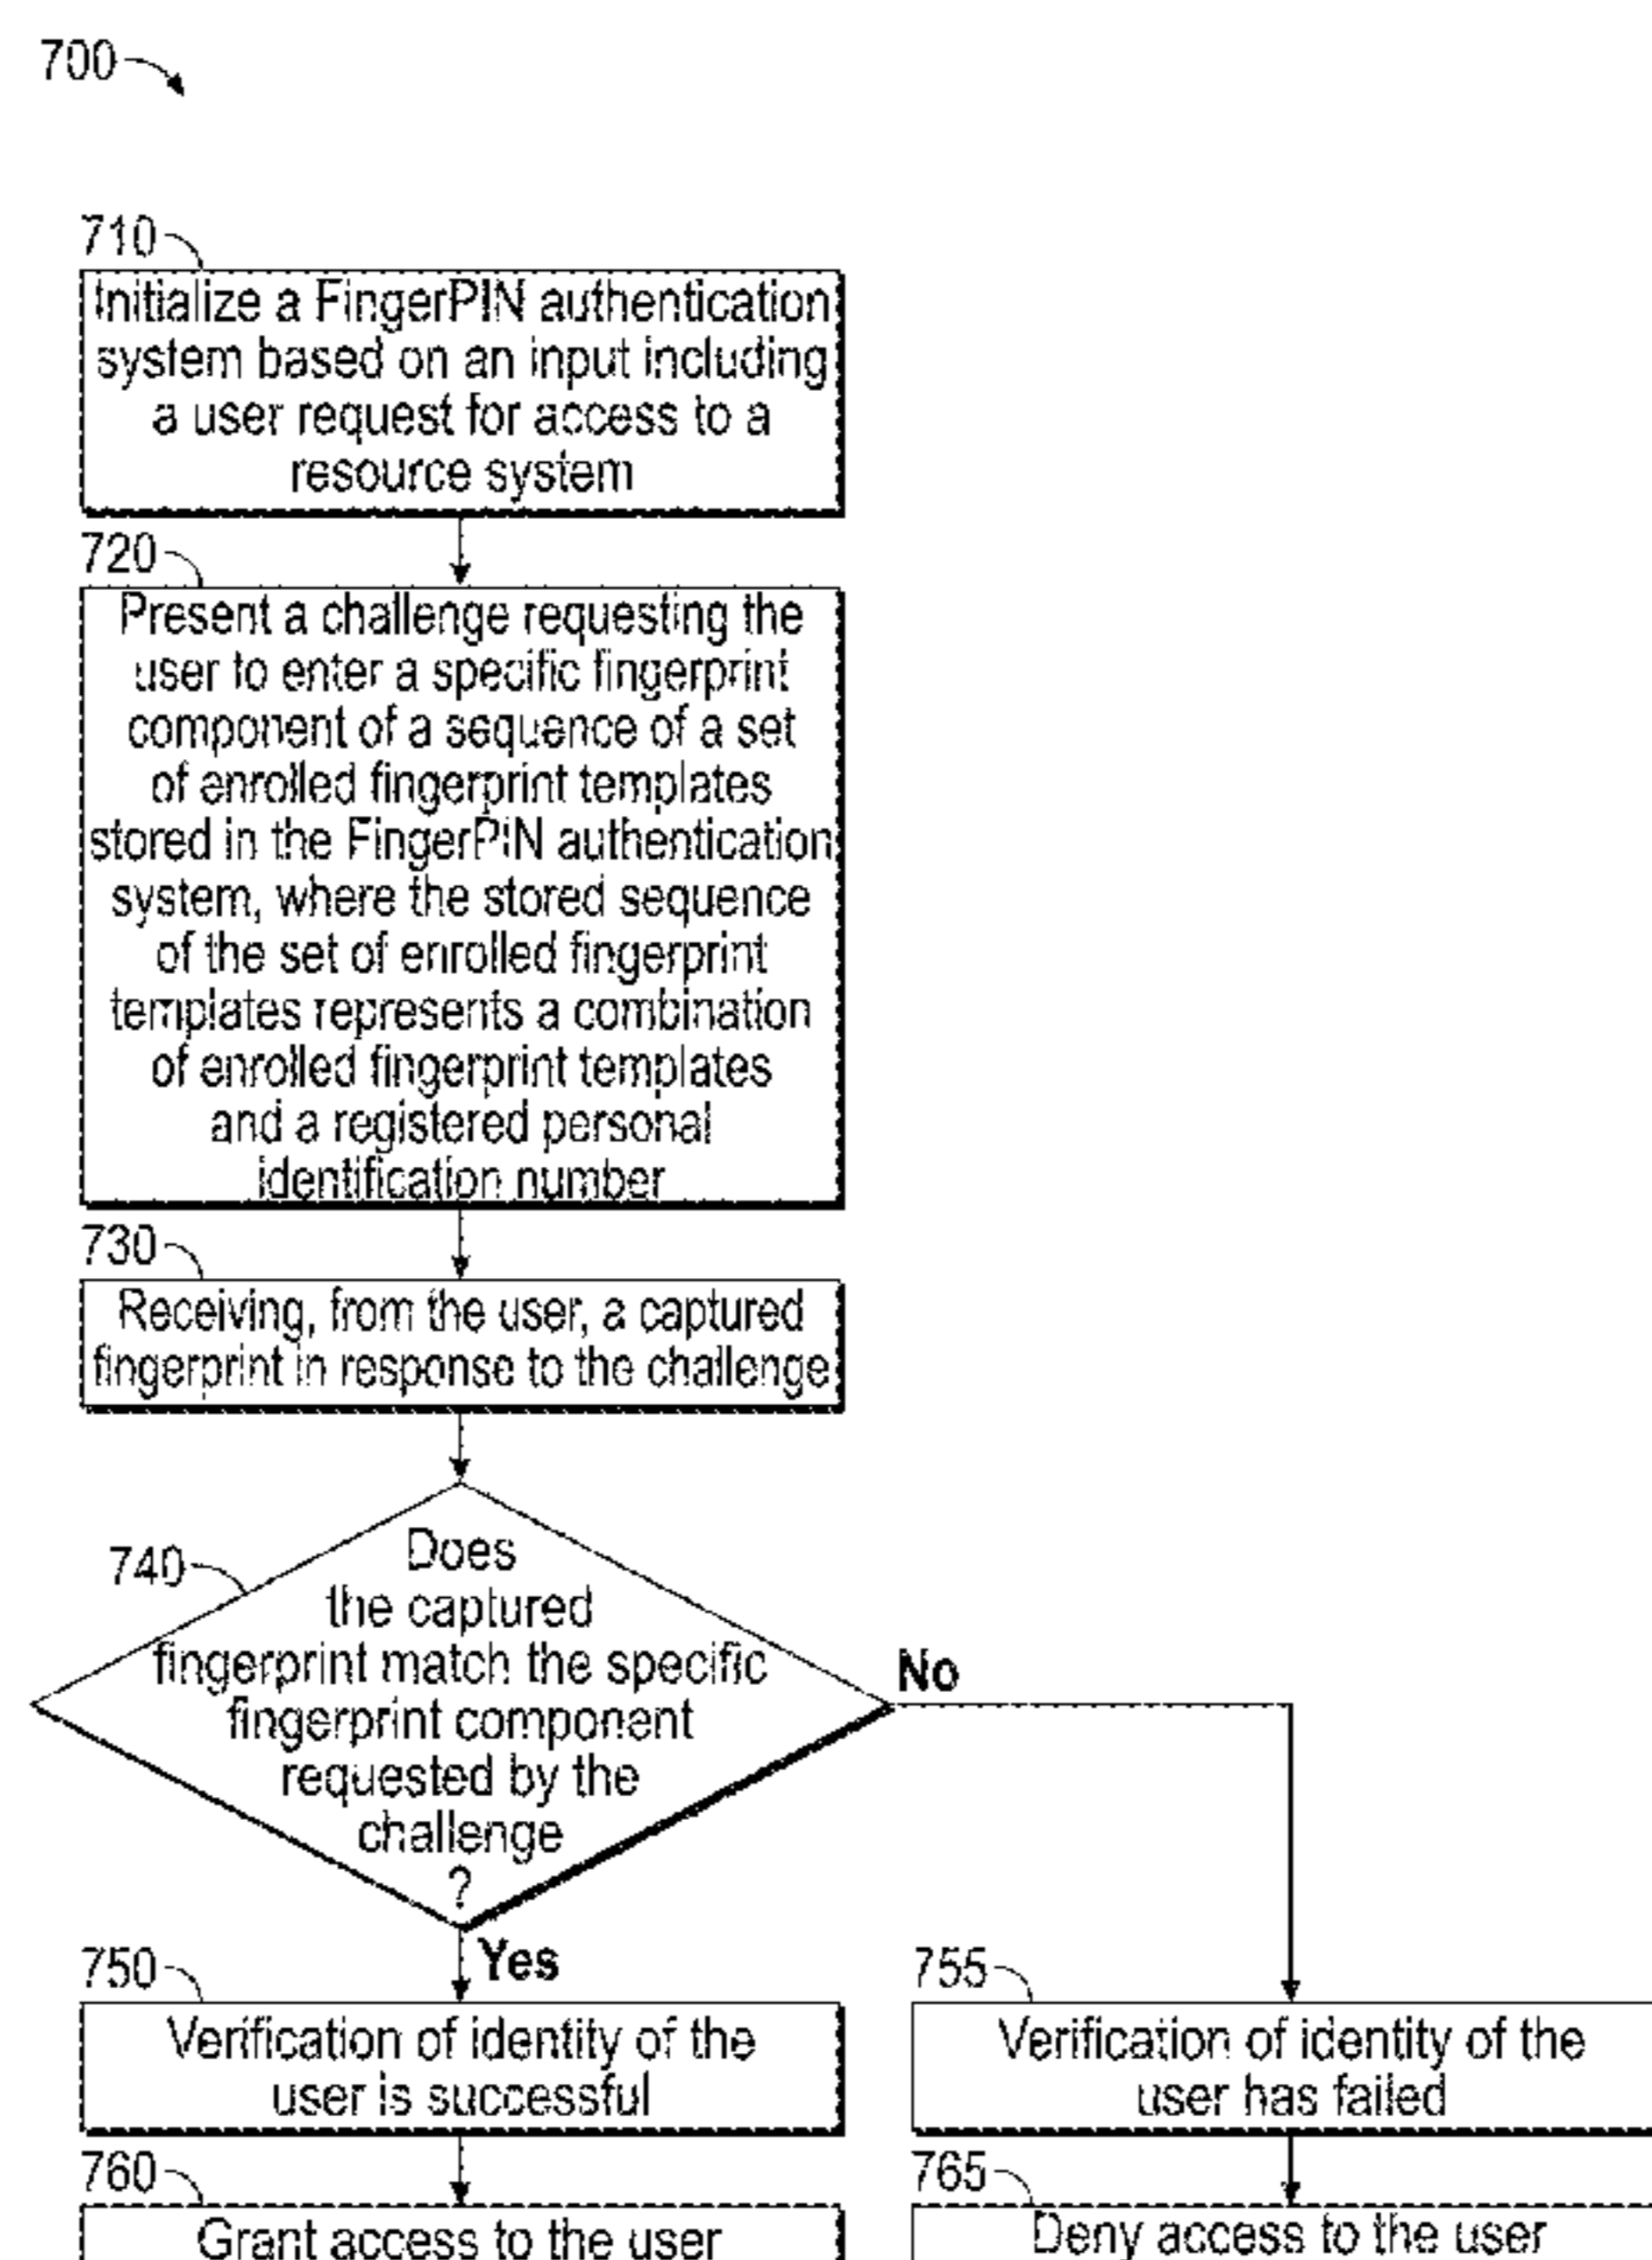 700
710
Initialize a FingerPIN authentication
system based on an input including
a user request for access to a
resource system
720
Present a challenge requesting the
user to enter a specific fingerprint
component of a sequence of a set
of enrolled fingerprint templates
stored in the FingerPIN authentication
system, where the stored sequence
of the set of enrolled fingerprint
templates represents a combination
of enrolled fingerprint templates
and a registered personal
identification number
730
Receiving, from the user, a captured
fingerprint in response to the challenge
740
Does
the captured
fingerprint match the specific
fingerprint component
requested by the
challenge
?
No
Yes
750
Verification of identity of the
user is successful
755
Verification of identity of the
user has failed
760
Grant access to the user
765
Deny access to the user